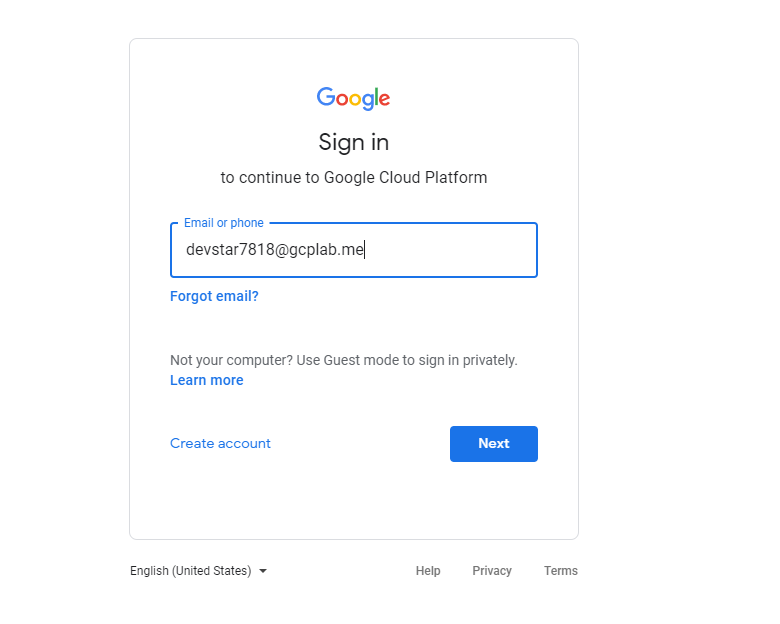 Google
Sign in
to continue to Google Cloud Platform
Email or phone
devstar7818@gcplab.me
Forgot email?
Not your computer? Use Guest mode to sign in privately.
Learn more
Create account
Next
English (United States)
Help Privacy Terms